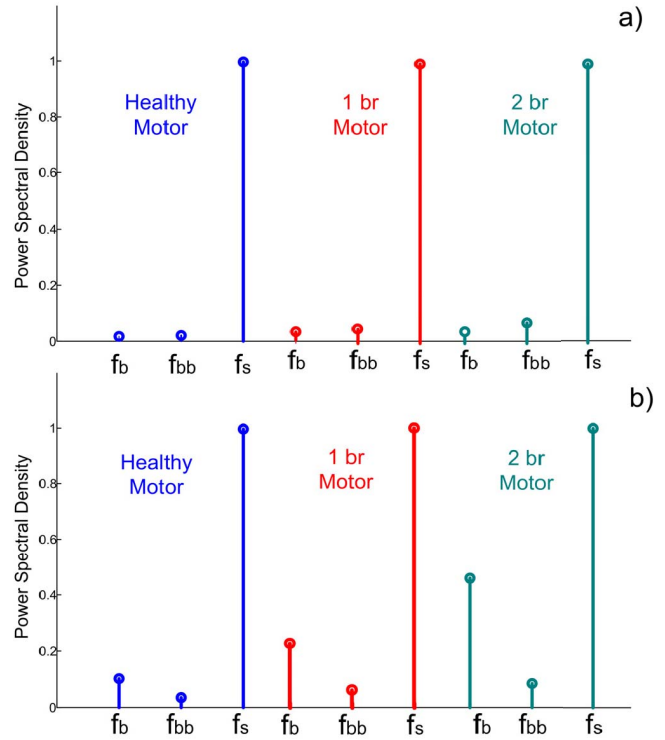 a)
Power Spectral Density
1
0.8
0.6
0.4
0.2
0
Healthy
Motor
1 br
Motor
2 br
Motor
fb fbb fs fb fbb fs fb fbb fs
b)
Power Spectral Density
1
0.8
0.6
0.4
0.2
0
Healthy
Motor
1 br
Motor
2 br
Motor
fb fbb fs fb fbb fs fb fbb fs